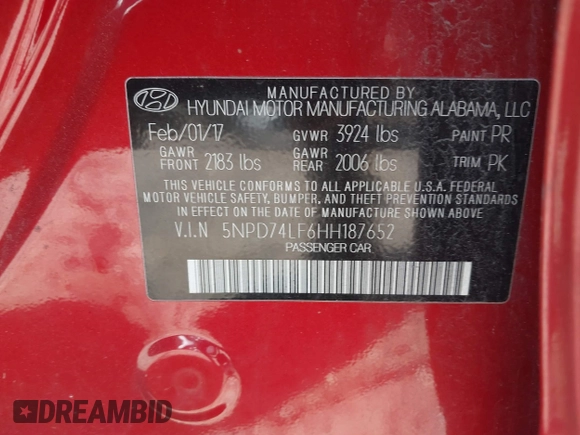 MANUFACTURED BY
HYUNDAI MOTOR MANUFACTURING ALABAMA, LLC
Feb/01/17 GVWR 3924 lbs PAINT PR
GAWR FRONT 2183 lbs GAWR REAR 2006 lbs TRIM PK
THIS VEHICLE CONFORMS TO ALL APPLICABLE U.S.A. FEDERAL
MOTOR VEHICLE SAFETY, BUMPER, AND THEFT PREVENTION STANDARDS
IN EFFECT ON THE DATE OF MANUFACTURE SHOWN ABOVE.
V.I.N 5NPD74LF6HH187652
PASSENGER CAR
DREAMBID